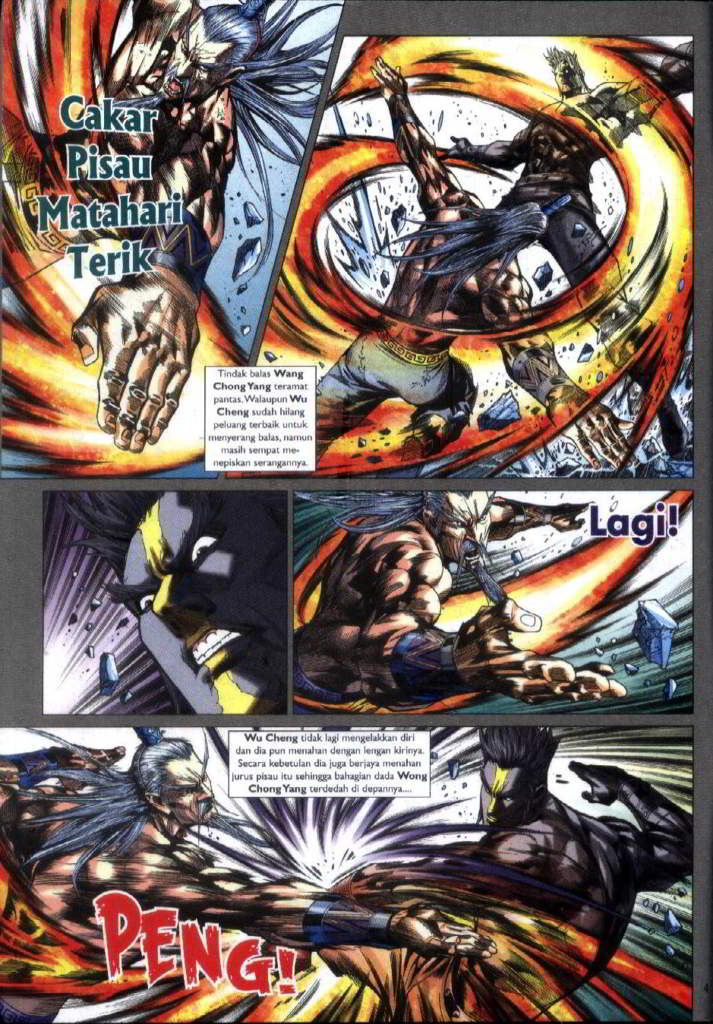 Cakar
Pisau
Matahari
Terik
Tindak balas Wang
Chong Yang teramat
pantas. Walaupun Wu
Cheng sudah hilang
peluang terbaik untuk
menyerang balas, namun
masih sempat me-
nepiskan serangannya.
Lagi!
Wu Cheng tidak lagi mengelakkan diri
dan dia pun menahan dengan lengan kirinya.
Secara kebetulan dia juga berjaya menahan
jurus pisau itu sehingga bahagian dada Wong
Chong Yang terdedah di depannya....
PENG!
4